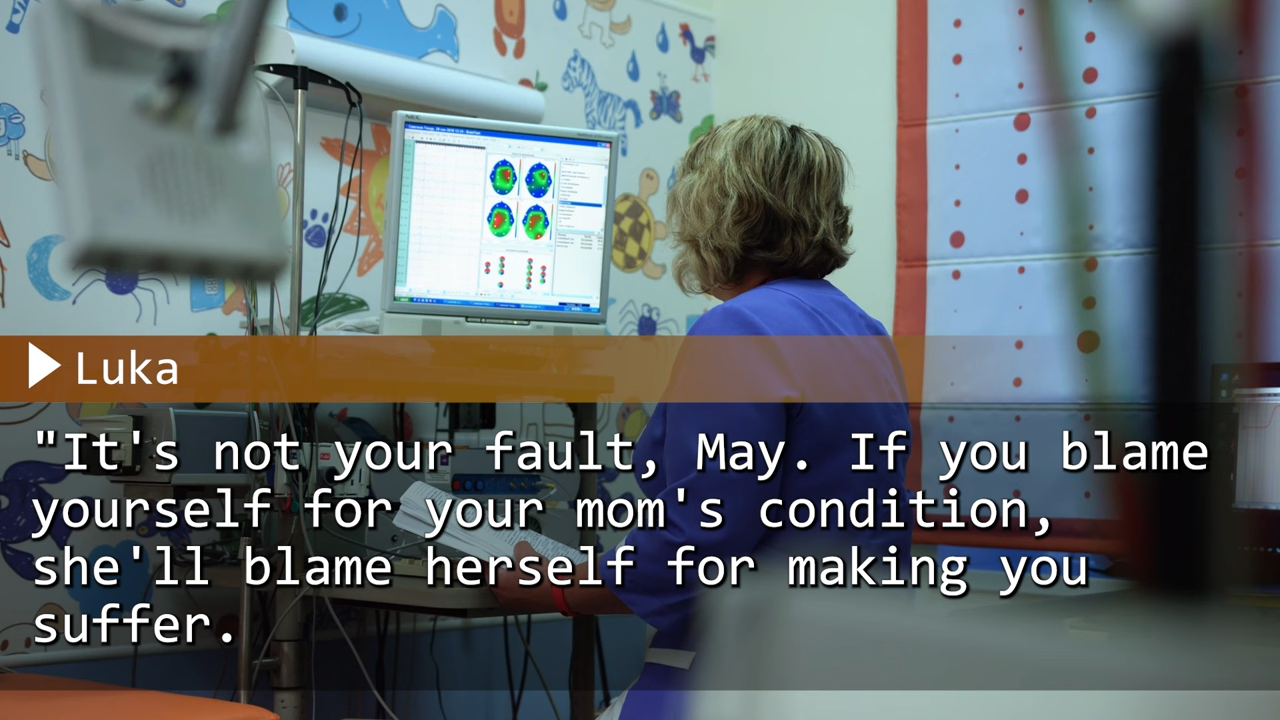 Luka
"It's not your fault, May. If you blame
yourself for your mom's condition,
she'll blame herself for making you
suffer.